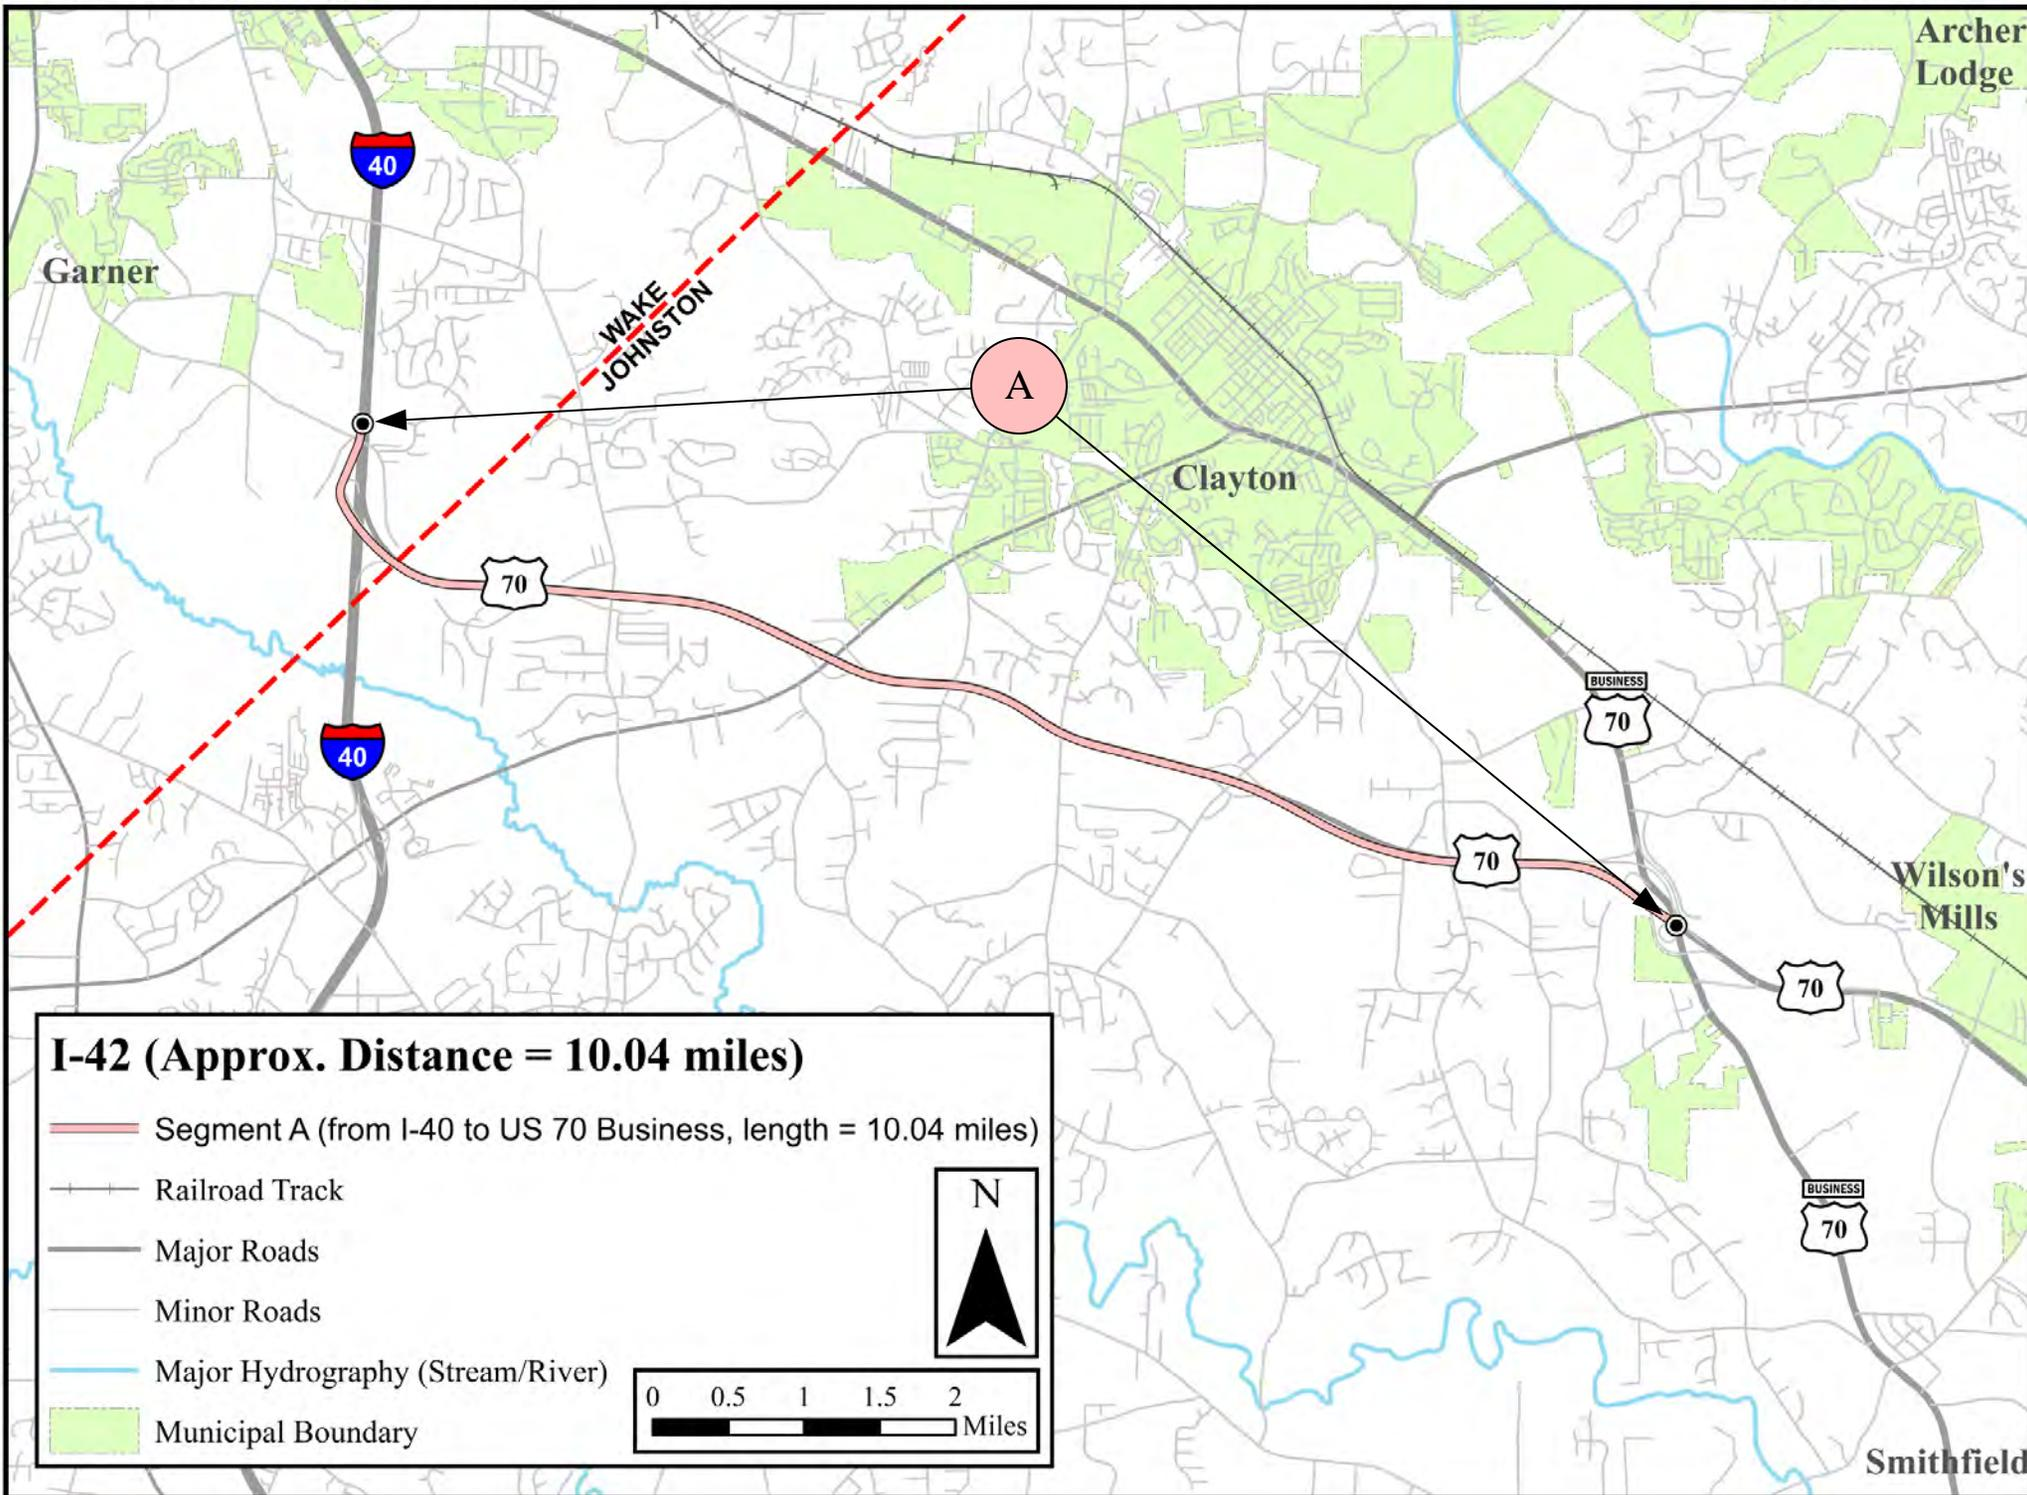 Archer
Lodge
40
Garner
WAKE
JOHNSTON
A
Clayton
70
BUSINESS
70
40
70
Wilson's
Mills
70
I-42 (Approx. Distance = 10.04 miles)
Segment A (from I-40 to US 70 Business, length = 10.04 miles)
Railroad Track
Major Roads
Minor Roads
Major Hydrography (Stream/River)
Municipal Boundary
N
0 0.5 1 1.5 2
Miles
BUSINESS
70
Smithfield